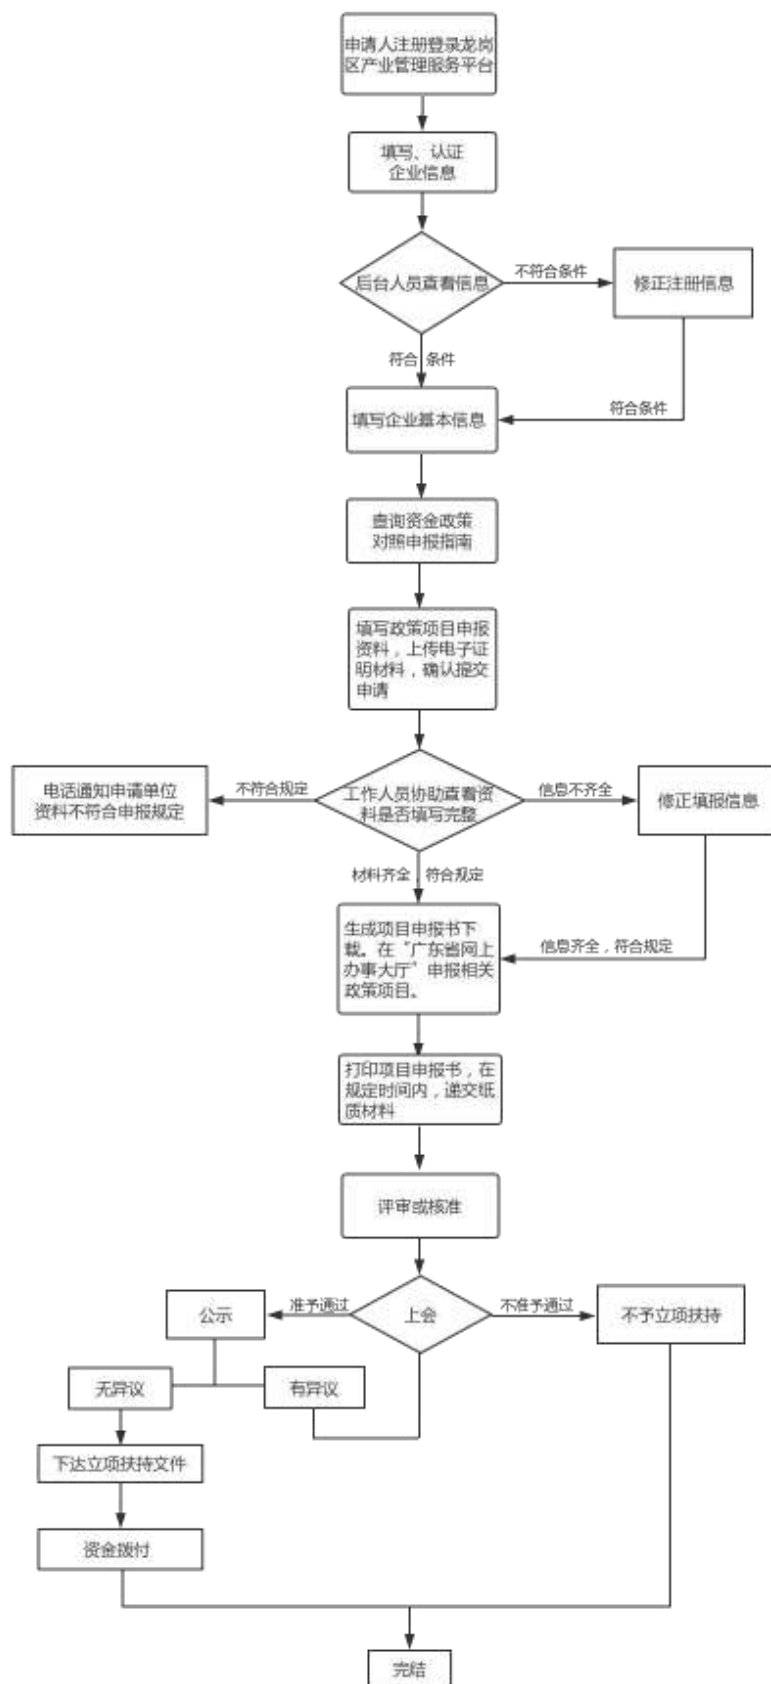 申请人注册登录龙岗
区产业管理服务平台
填写、认证
企业信息
后台人员查看信息
不符合条件
修正注册信息
符合 条件
符合条件
填写企业基本信息
查询资金政策
对照申报指南
填写政策项目申报
资料，上传电子证
明材料，确认提交
申请
电话通知申请单位
资料不符合申报规定
不符合规定
工作人员协助查看资
料是否填写完整
信息不齐全
修正填报信息
材料齐全，符合规定
生成项目申报书下
载。在“广东省网上
办事大厅”申报相关
政策项目。
信息齐全，符合规定
打印项目申报书，在
规定时间内，递交纸
质材料
评审或核准
公示
准予通过
上会
不准予通过
不予立项扶持
无异议
有异议
下达立项扶持文件
资金拨付
完结